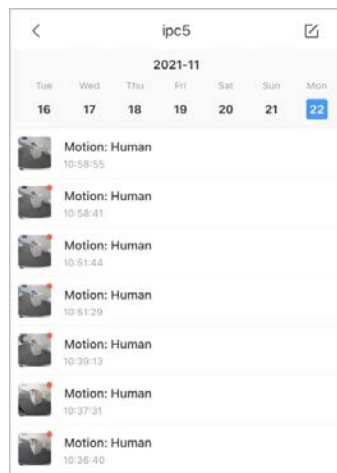 ipc5
2021-11
Tue Wed Thu Fri Sat Sun Mon
16 17 18 19 20 21 22
Motion: Human
10:58:55
Motion: Human
10:58:41
Motion: Human
10:51:44
Motion: Human
10:51:29
Motion: Human
10:39:13
Motion: Human
10:37:31
Motion: Human
10:36:40